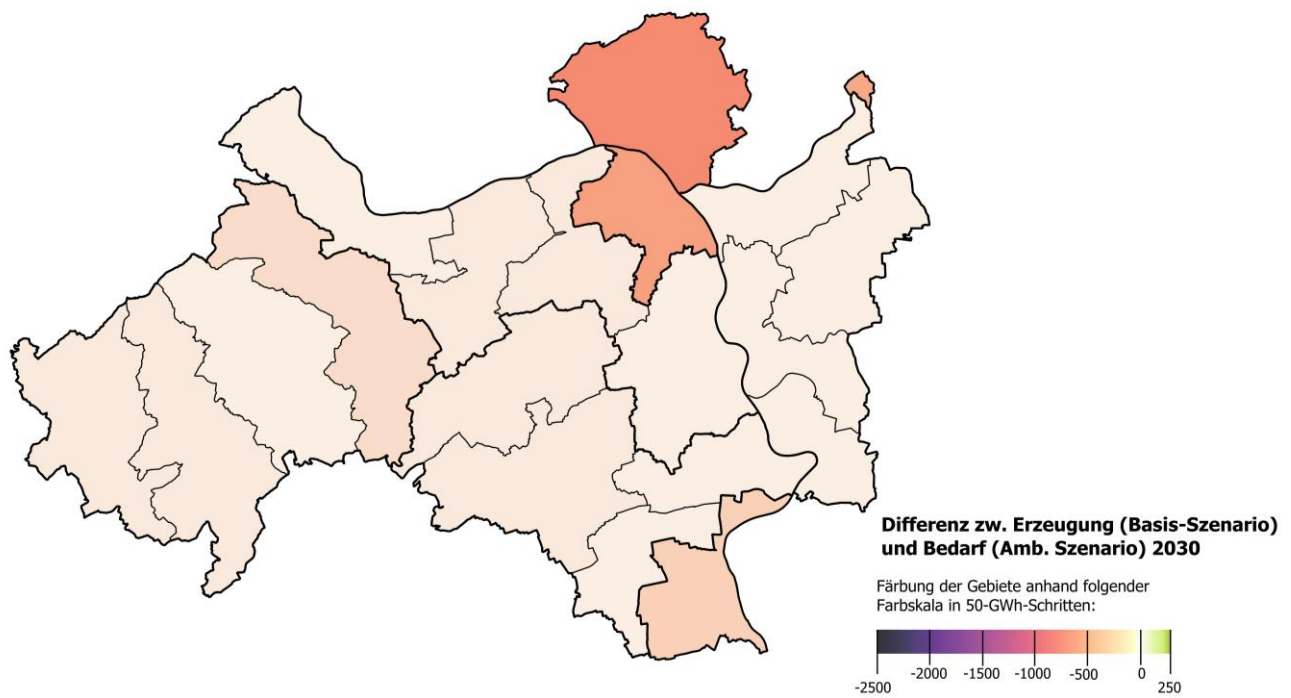 Differenz zw. Erzeugung (Basis-Szenario)
und Bedarf (Amb. Szenario) 2030
Färbung der Gebiete anhand folgender
Farbskala in 50-GWh-Schritten:
-2500 -2000 -1500 -1000 -500 0 250